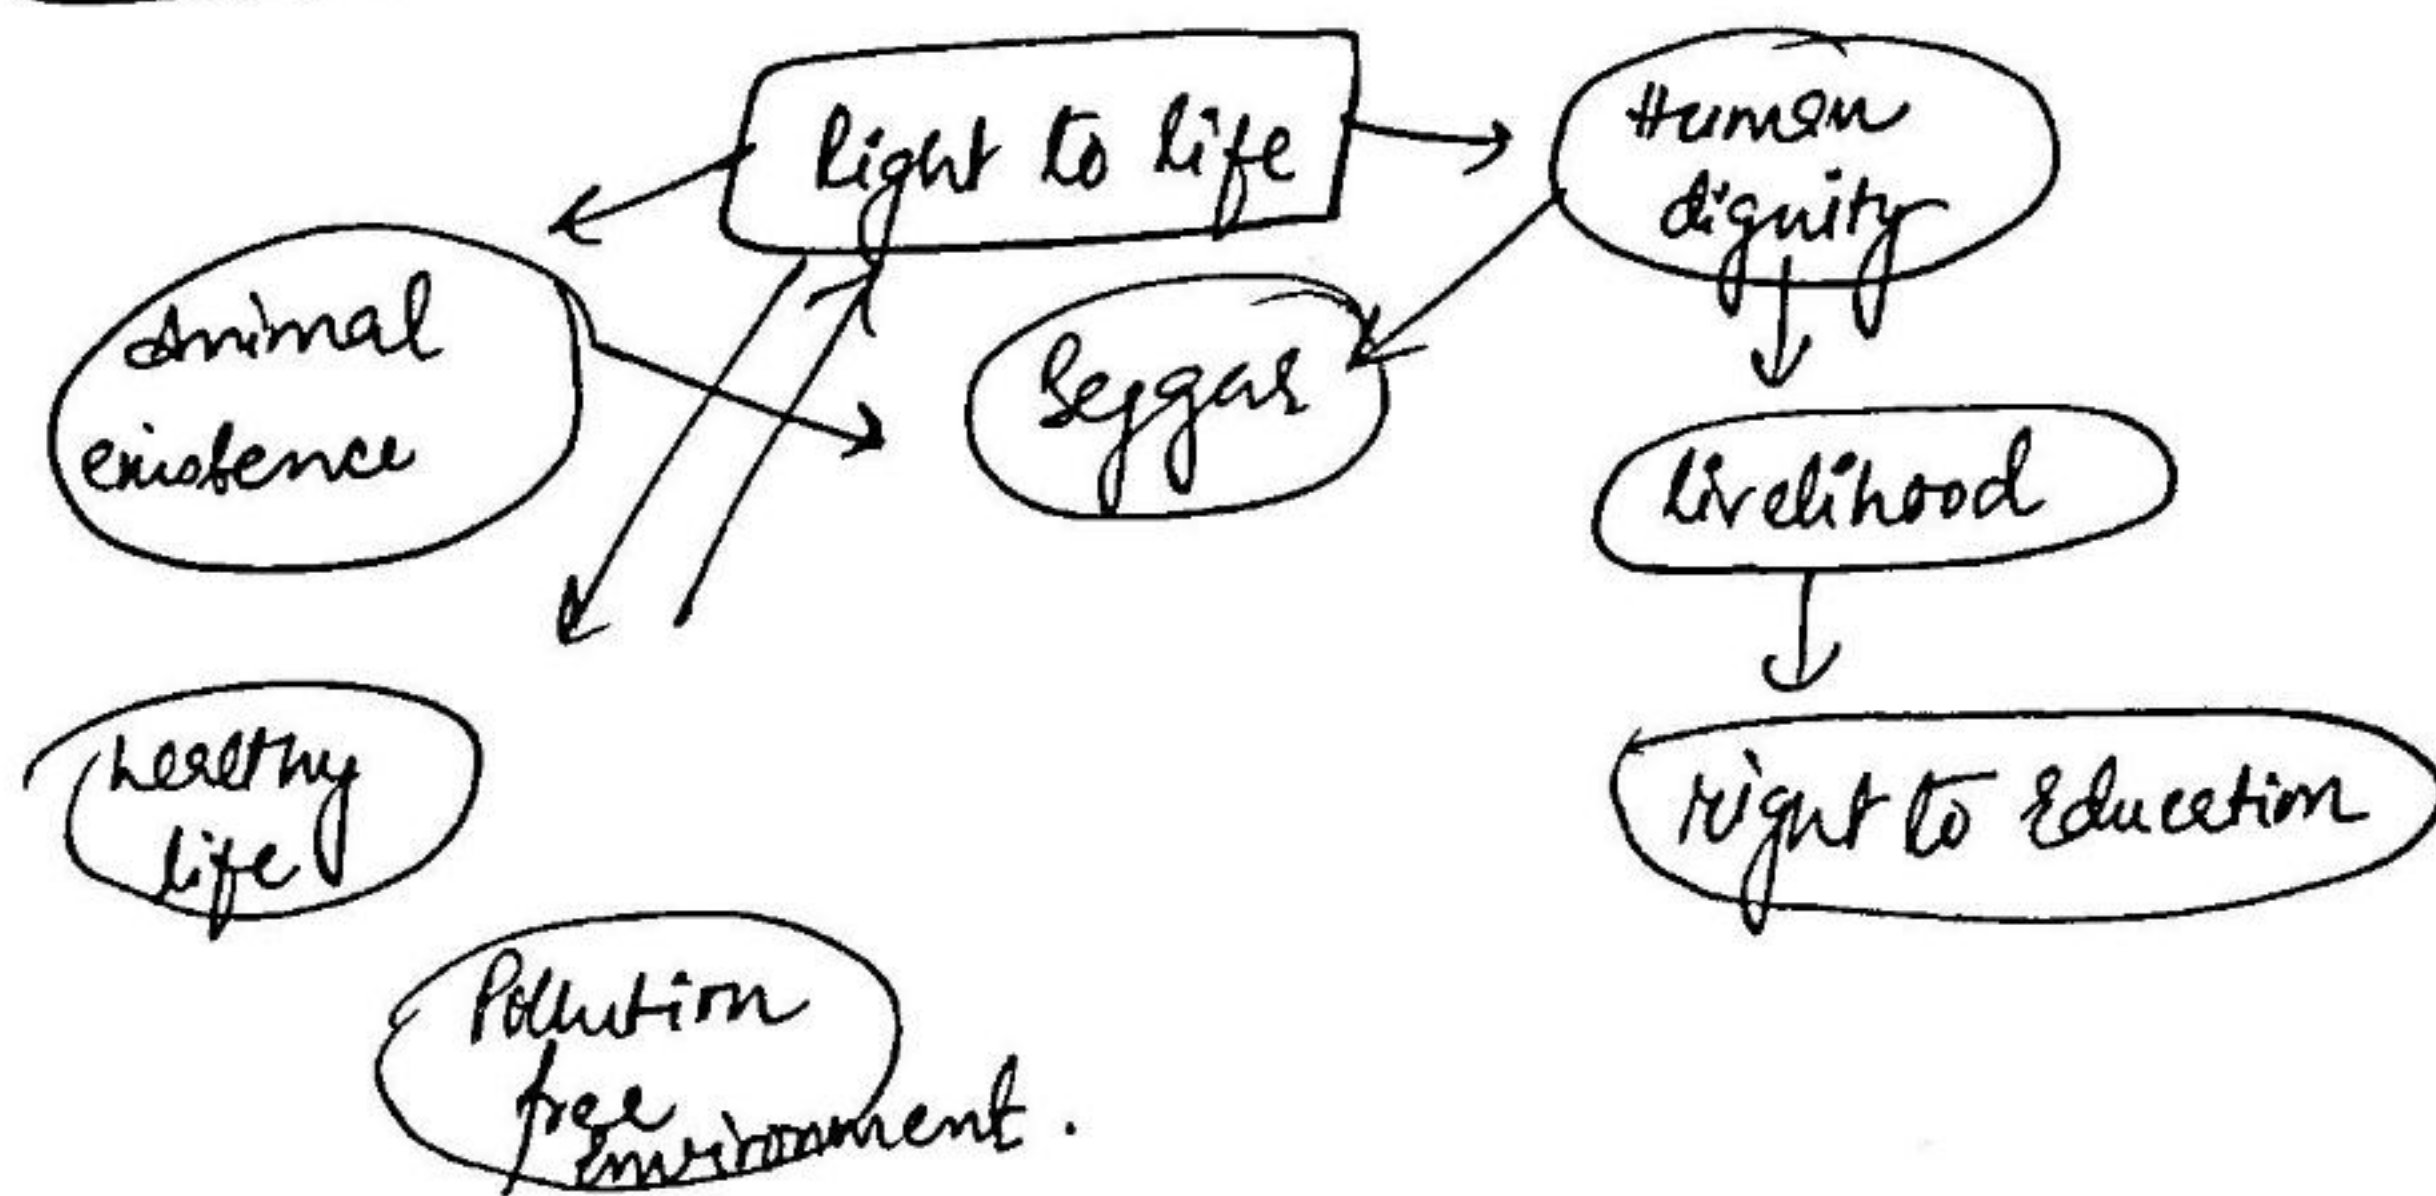 Right to life
Human
dignity
Animal
existence
Beggar
livelihood
healthy
life
right to Education
Pollution
free
environment.